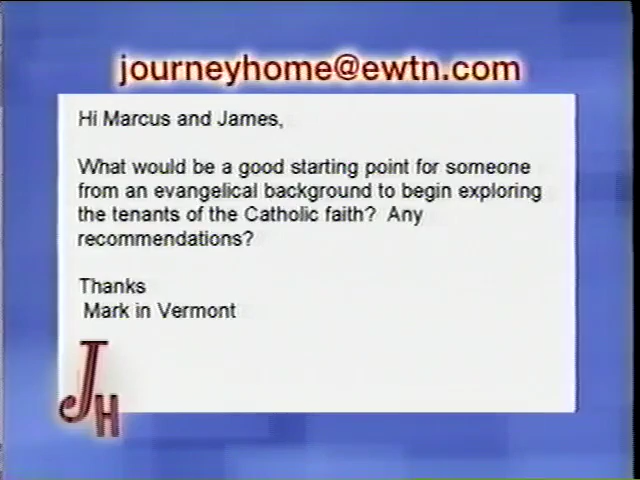 journeyhome@ewtn.com
Hi Marcus and James,
What would be a good starting point for someone
from an evangelical background to begin exploring
the tenants of the Catholic faith?  Any
recommendations?
Thanks
Mark in Vermont
JH